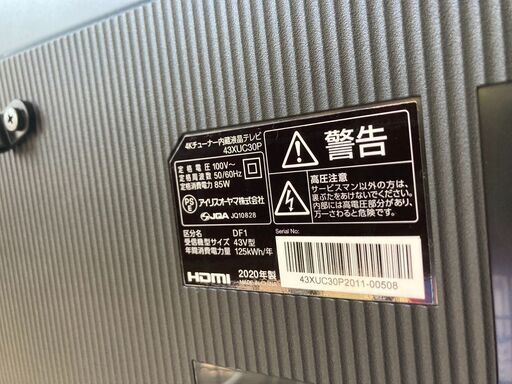 4Kチューナー内蔵液晶テレビ
43XUC30P
定格電圧 100V～
定格周波数 50/60Hz
定格消費電力 85W
PS E
アイリスオーヤマ株式会社
JQA JQ10828
区分名 DF1
受信機型サイズ 43V型
年間消費電力量 125kWh/年
HDMI
2020年製
MADE IN CHINA
警告
高圧注意
サービスマン以外の方は、
裏ぶたをあけないでください。
内部には高電圧部分があり、
万一さわると危険です。
Serial No:
43XUC30P2011-00508